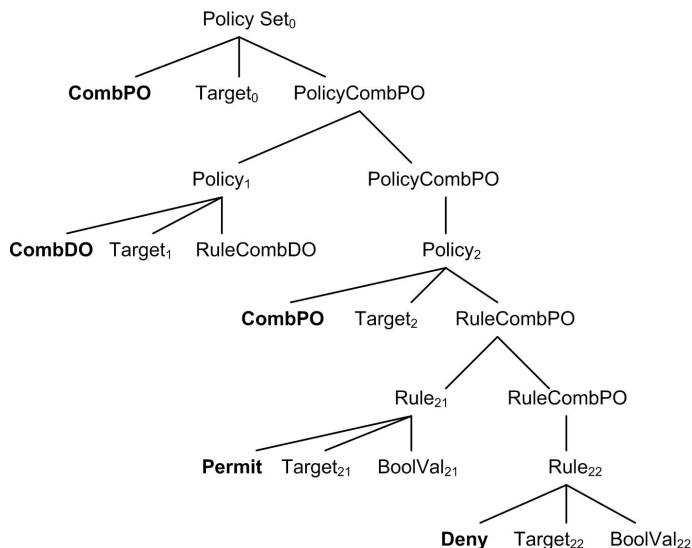 Policy Set₀
CombPO Target₀ PolicyCombPO
Policy₁ PolicyCombPO
CombDO Target₁ RuleCombDO Policy₂
CombPO Target₂ RuleCombPO
Rule₂₁ RuleCombPO
Permit Target₂₁ BoolVal₂₁ Rule₂₂
Deny Target₂₂ BoolVal₂₂